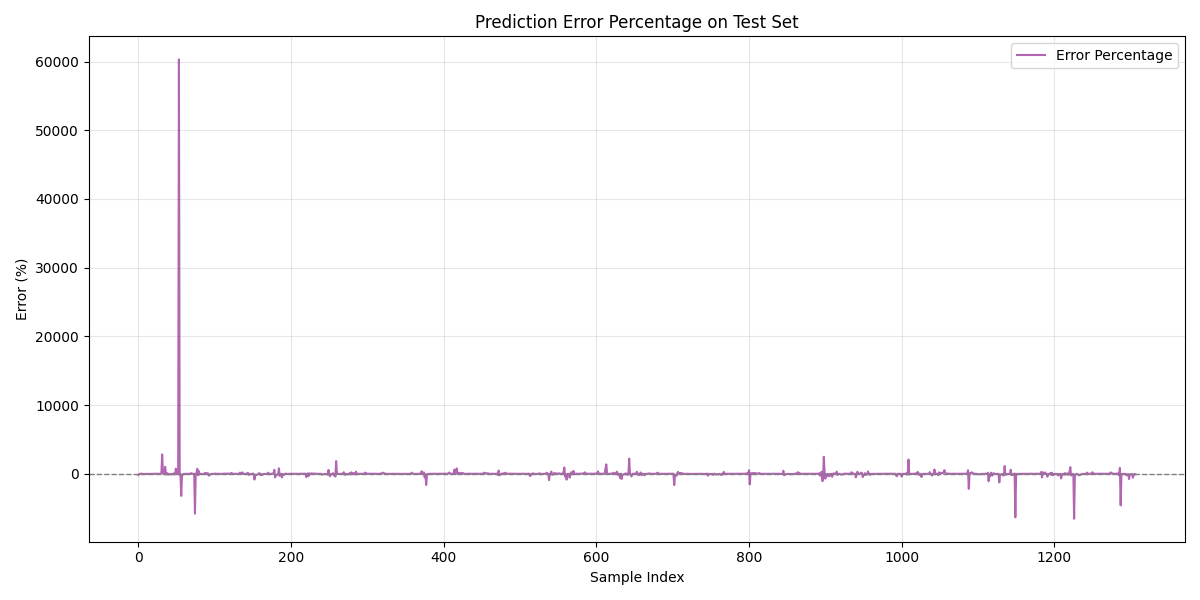 Prediction Error Percentage on Test Set
Error Percentage
60000
50000
40000
30000
20000
10000
0
Error (%)
0 200 400 600 800 1000 1200
Sample Index